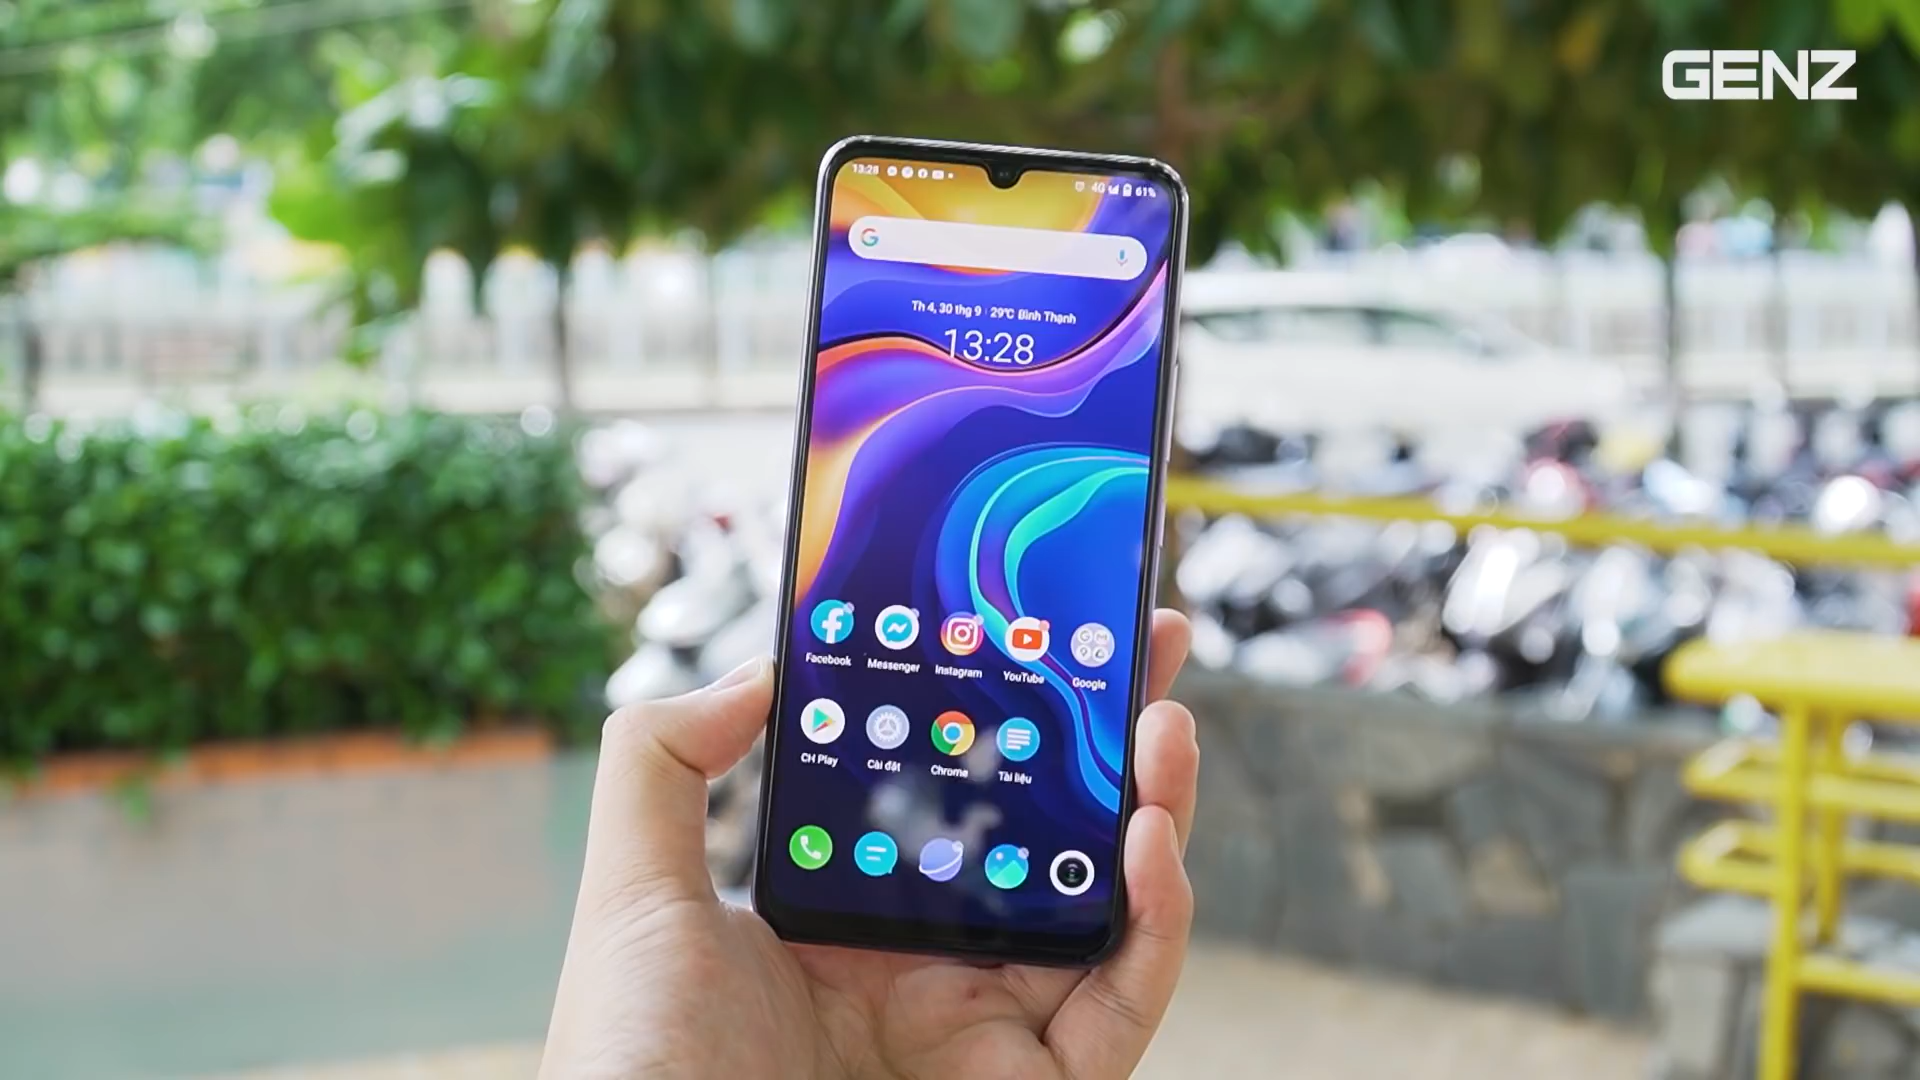 GENZ
13:28
4G 61%
Th 4, 30 thg 9 | 29°C Bình Thạnh
13:28
Facebook
Messenger
Instagram
YouTube
Google
CH Play
Cài đặt
Chrome
Tài liệu